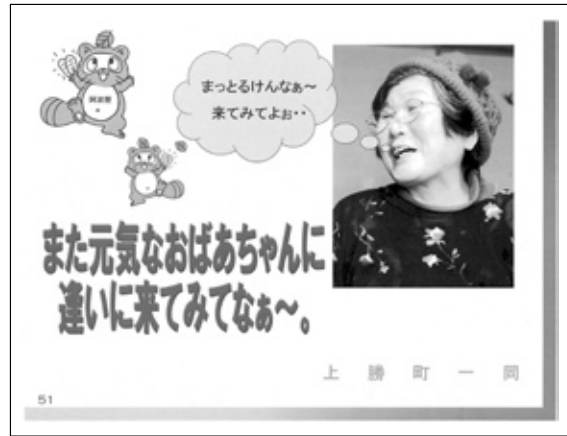 まっとるけんなぁ～
来てみてよぉ・・
また元気なおばあちゃんに
逢いに来てみてなぁ～。
上勝町一同
51